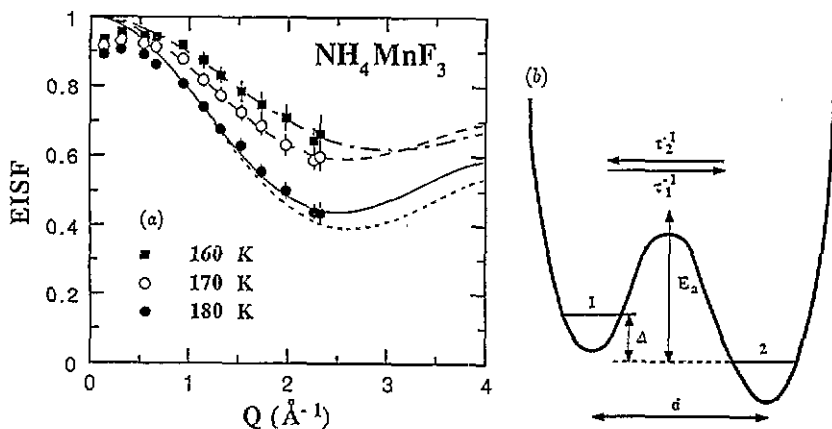 NH₄MnF₃
EISF
1
0.8
0.6
0.4
0.2
0
(a)
160 K
170 K
180 K
0 1 2 3 4
Q (Å⁻¹)
(b)
τ₂⁻¹
τ₁⁻¹
1
Eₐ
Δ
2
d